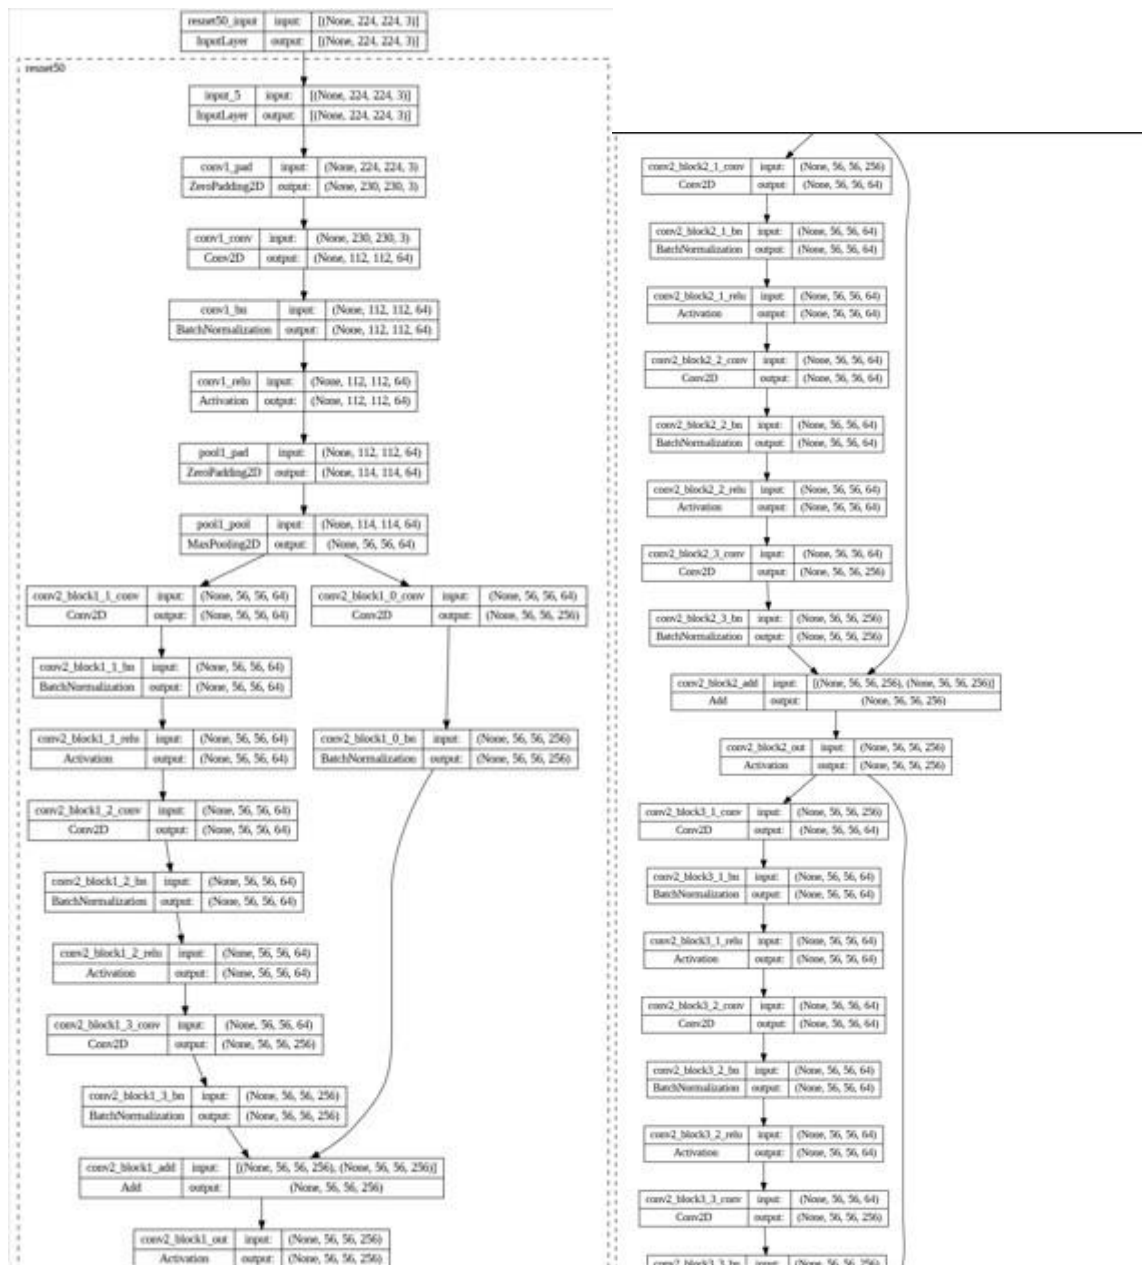 resnet50_input input: [(None, 224, 224, 3)]
InputLayer output: [(None, 224, 224, 3)]
resnet50
input_5 input: [(None, 224, 224, 3)]
InputLayer output: [(None, 224, 224, 3)]
conv1_pad input: (None, 224, 224, 3)
ZeroPadding2D output: (None, 230, 230, 3)
conv1_conv input: (None, 230, 230, 3)
Conv2D output: (None, 112, 112, 64)
conv1_bn input: (None, 112, 112, 64)
BatchNormalization output: (None, 112, 112, 64)
conv1_relu input: (None, 112, 112, 64)
Activation output: (None, 112, 112, 64)
pool1_pad input: (None, 112, 112, 64)
ZeroPadding2D output: (None, 114, 114, 64)
pool1_pool input: (None, 114, 114, 64)
MaxPooling2D output: (None, 56, 56, 64)
conv2_block1_1_conv input: (None, 56, 56, 64)
Conv2D output: (None, 56, 56, 64)
conv2_block1_0_conv input: (None, 56, 56, 64)
Conv2D output: (None, 56, 56, 256)
conv2_block1_1_bn input: (None, 56, 56, 64)
BatchNormalization output: (None, 56, 56, 64)
conv2_block1_1_relu input: (None, 56, 56, 64)
Activation output: (None, 56, 56, 64)
conv2_block1_0_bn input: (None, 56, 56, 256)
BatchNormalization output: (None, 56, 56, 256)
conv2_block1_2_conv input: (None, 56, 56, 64)
Conv2D output: (None, 56, 56, 64)
conv2_block1_2_bn input: (None, 56, 56, 64)
BatchNormalization output: (None, 56, 56, 64)
conv2_block1_2_relu input: (None, 56, 56, 64)
Activation output: (None, 56, 56, 64)
conv2_block1_3_conv input: (None, 56, 56, 64)
Conv2D output: (None, 56, 56, 256)
conv2_block1_3_bn input: (None, 56, 56, 256)
BatchNormalization output: (None, 56, 56, 256)
conv2_block1_add input: [(None, 56, 56, 256), (None, 56, 56, 256)]
Add output: (None, 56, 56, 256)
conv2_block1_out input: (None, 56, 56, 256)
Activation output: (None, 56, 56, 256)
conv2_block2_1_conv input: (None, 56, 56, 256)
Conv2D output: (None, 56, 56, 64)
conv2_block2_1_bn input: (None, 56, 56, 64)
BatchNormalization output: (None, 56, 56, 64)
conv2_block2_1_relu input: (None, 56, 56, 64)
Activation output: (None, 56, 56, 64)
conv2_block2_2_conv input: (None, 56, 56, 64)
Conv2D output: (None, 56, 56, 64)
conv2_block2_2_bn input: (None, 56, 56, 64)
BatchNormalization output: (None, 56, 56, 64)
conv2_block2_2_relu input: (None, 56, 56, 64)
Activation output: (None, 56, 56, 64)
conv2_block2_3_conv input: (None, 56, 56, 64)
Conv2D output: (None, 56, 56, 256)
conv2_block2_3_bn input: (None, 56, 56, 256)
BatchNormalization output: (None, 56, 56, 256)
conv2_block2_add input: [(None, 56, 56, 256), (None, 56, 56, 256)]
Add output: (None, 56, 56, 256)
conv2_block2_out input: (None, 56, 56, 256)
Activation output: (None, 56, 56, 256)
conv2_block3_1_conv input: (None, 56, 56, 256)
Conv2D output: (None, 56, 56, 64)
conv2_block3_1_bn input: (None, 56, 56, 64)
BatchNormalization output: (None, 56, 56, 64)
conv2_block3_1_relu input: (None, 56, 56, 64)
Activation output: (None, 56, 56, 64)
conv2_block3_2_conv input: (None, 56, 56, 64)
Conv2D output: (None, 56, 56, 64)
conv2_block3_2_bn input: (None, 56, 56, 64)
BatchNormalization output: (None, 56, 56, 64)
conv2_block3_2_relu input: (None, 56, 56, 64)
Activation output: (None, 56, 56, 64)
conv2_block3_3_conv input: (None, 56, 56, 64)
Conv2D output: (None, 56, 56, 256)
conv2_block3_3_bn input: (None, 56, 56, 256)